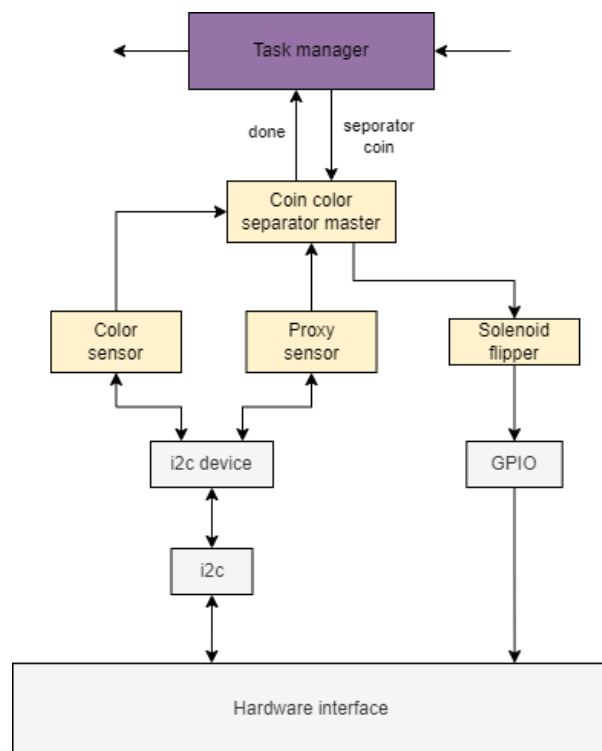 Task manager
done
seporator
coin
Coin color
separator master
Color
sensor
Proxy
sensor
Solenoid
flipper
i2c device
GPIO
i2c
Hardware interface